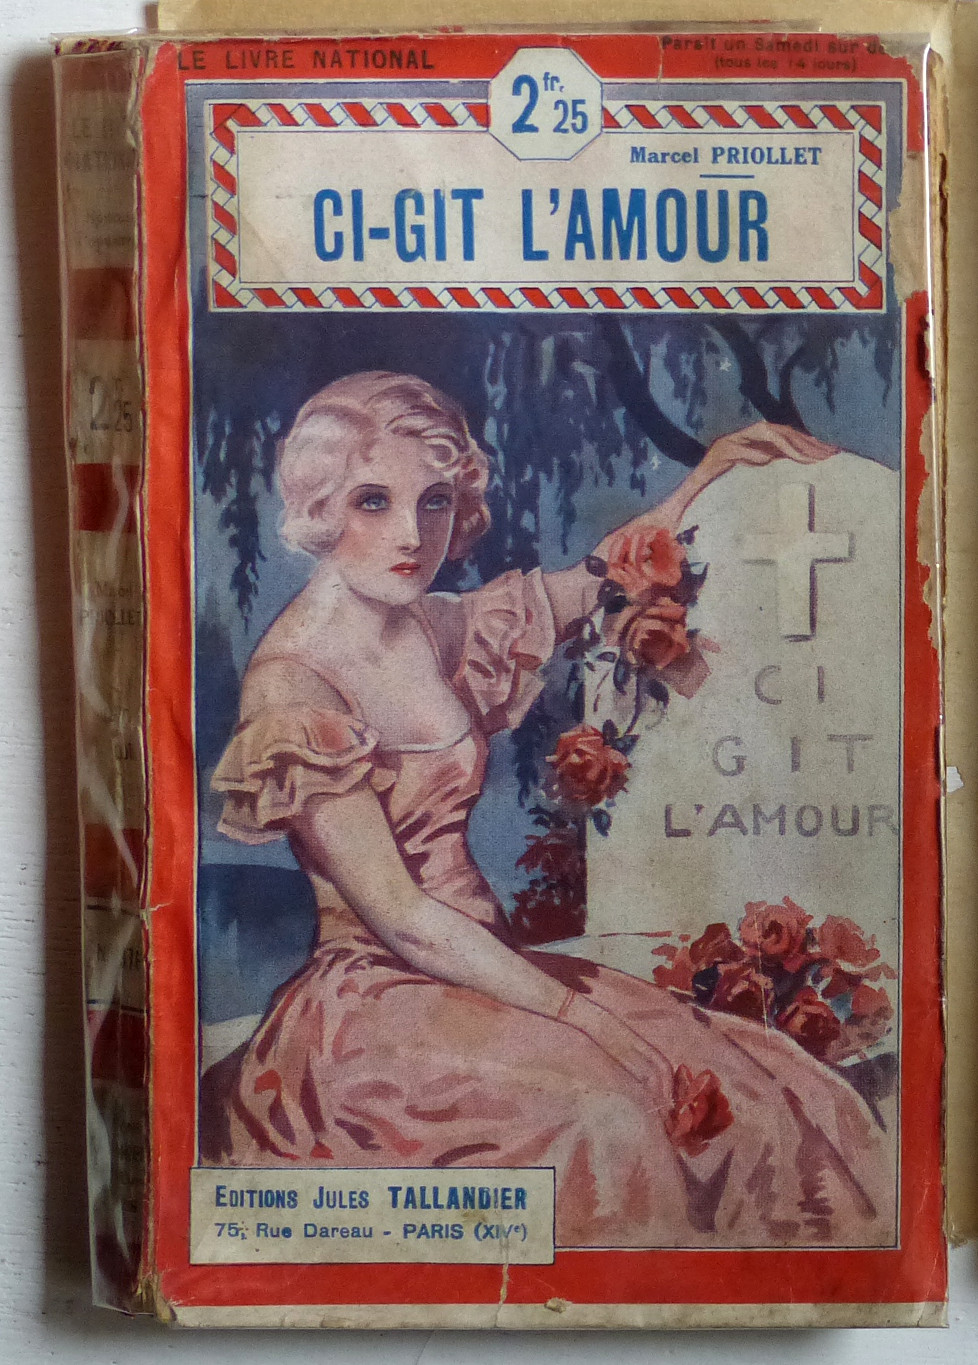 LE LIVRE NATIONAL
Paraît un Samedi sur
(tous les 14 jours)
2 fr. 25
Marcel PRIOLLET
CI-GIT L'AMOUR
CI
GIT
L'AMOUR
EDITIONS JULES TALLANDIER
75, Rue Dareau - PARIS (XIVe)
2 25
PRIOLLET